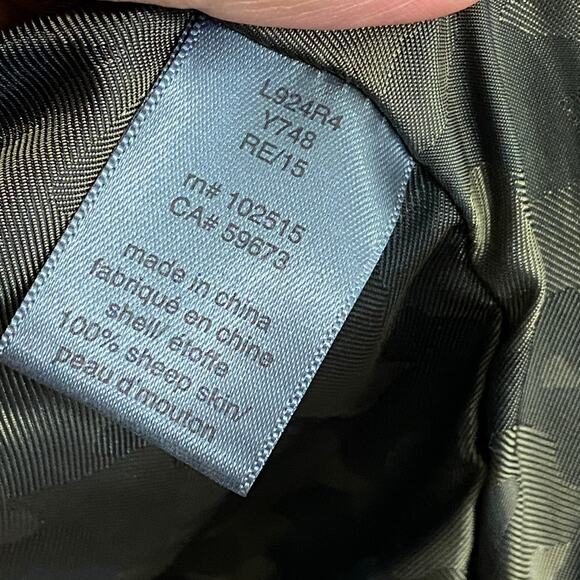 L924R4
Y748
RE/15
rn# 102515
CA# 59673
made in china
fabriqué en chine
shell/ étoffe
100% sheep skin/
peau d'mouton